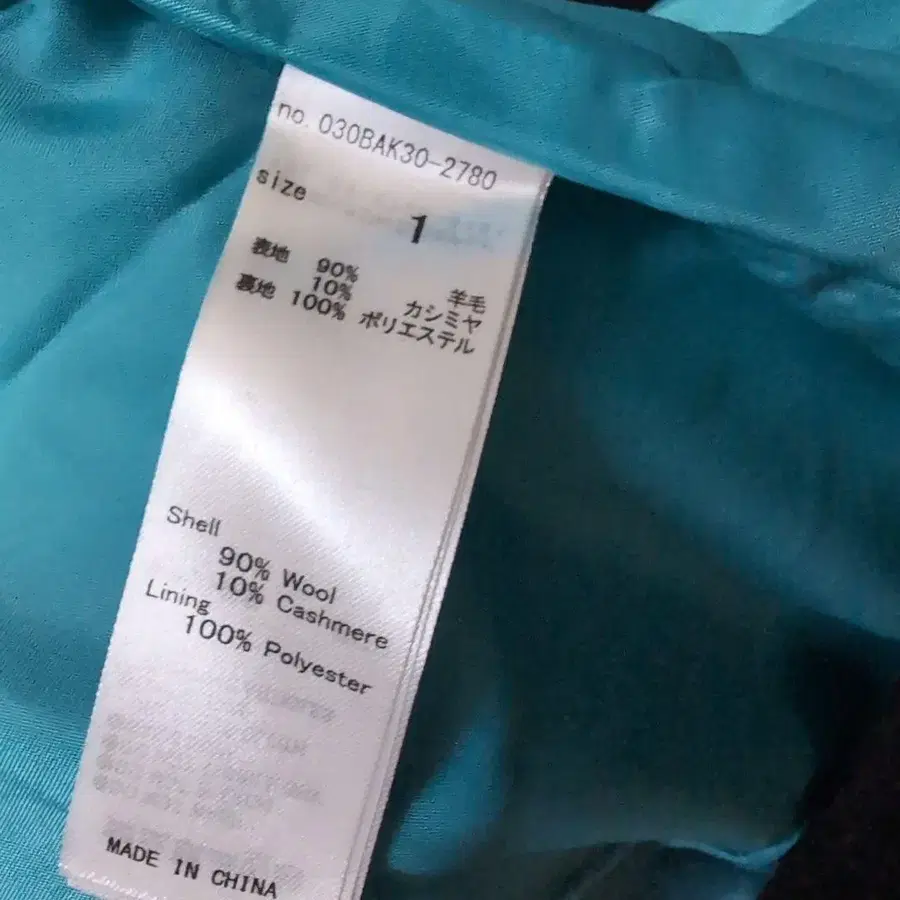 no. 030BAK30-2780
size
1
表地 90% 羊毛
10% カシミヤ
裏地 100% ポリエステル
Shell
90% Wool
10% Cashmere
Lining
100% Polyester
MADE IN CHINA